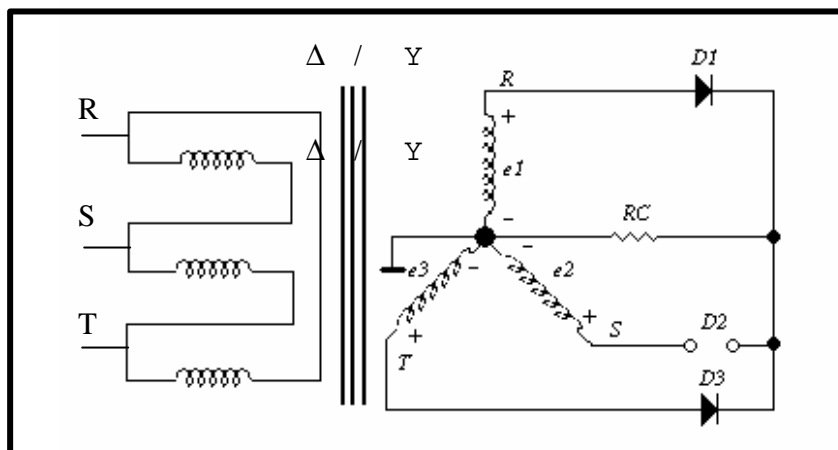 Δ / Y
D1
R
R
+
Δ / Y
e1
S
-
RC
-
e3
-
e2
T
+
+
S
D2
T
D3